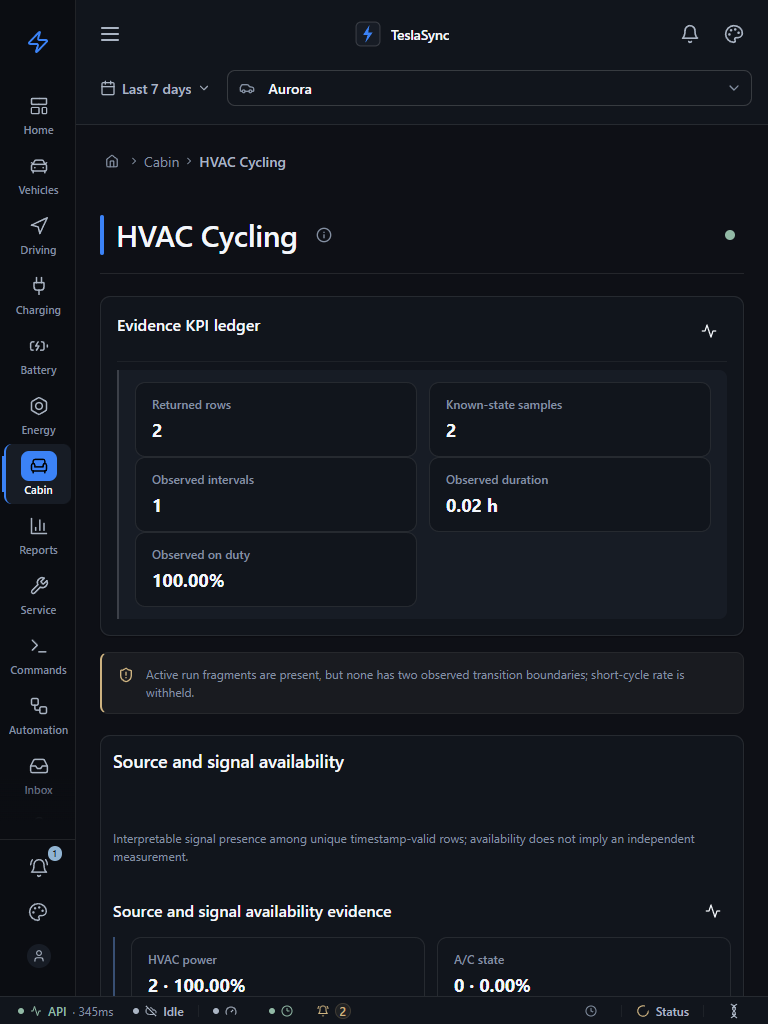 TeslaSync
Last 7 days
Aurora
Home
Vehicles
Driving
Charging
Battery
Energy
Cabin
Reports
Service
Commands
Automation
Inbox
1
Cabin
HVAC Cycling
HVAC Cycling
Evidence KPI ledger
Returned rows
2
Known-state samples
2
Observed intervals
1
Observed duration
0.02 h
Observed on duty
100.00%
Active run fragments are present, but none has two observed transition boundaries; short-cycle rate is
withheld.
Source and signal availability
Interpretable signal presence among unique timestamp-valid rows; availability does not imply an independent
measurement.
Source and signal availability evidence
HVAC power
2 · 100.00%
A/C state
0 · 0.00%
API · 345ms
Idle
2
Status